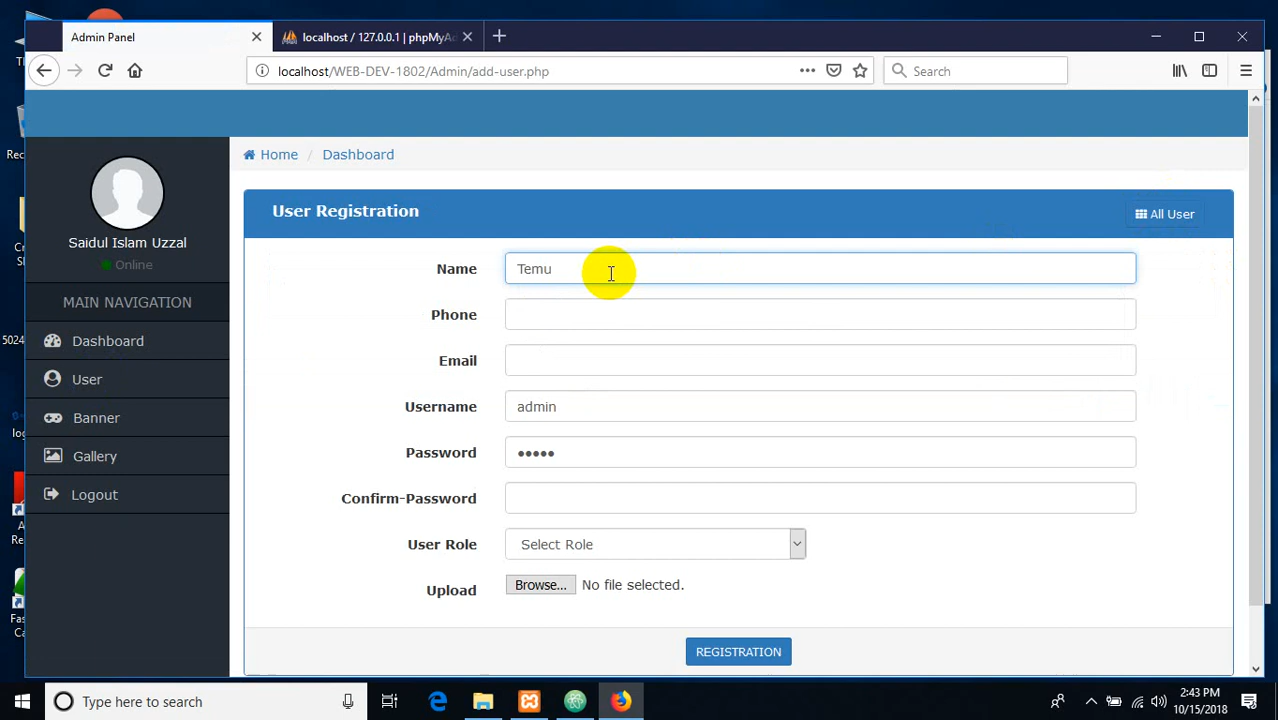 Admin Panel
localhost / 127.0.0.1 | phpMyAd
localhost/WEB-DEV-1802/Admin/add-user.php
Search
Home / Dashboard
Saidul Islam Uzzal
Online
MAIN NAVIGATION
Dashboard
User
Banner
Gallery
Logout
User Registration
All User
Name
Temu
Phone
Email
Username
admin
Password
•••••
Confirm-Password
User Role
Select Role
Upload
Browse... No file selected.
REGISTRATION
Type here to search
2:43 PM
10/15/2018